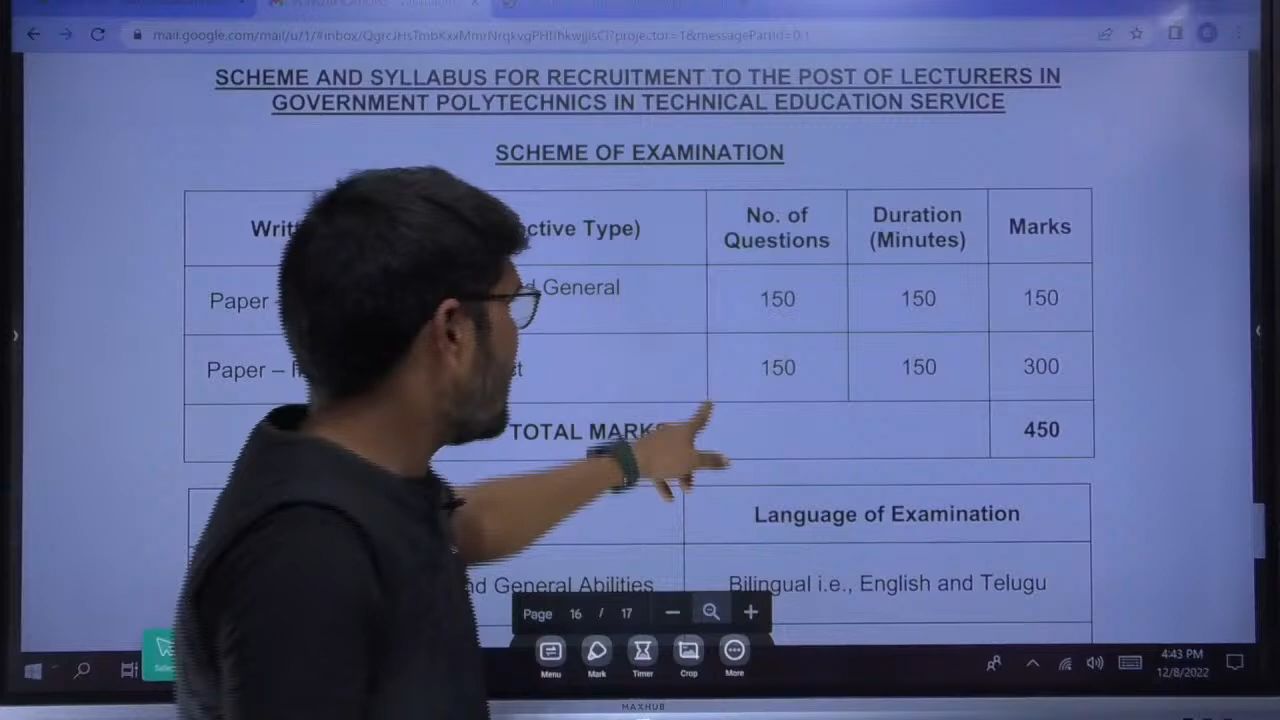 mail.google.com/mail/u/1/#inbox/QgrcJHsTmbKxxMmrNrqkvgPHfihkwjjlsCl?projector=1&messagePartId=0.1
SCHEME AND SYLLABUS FOR RECRUITMENT TO THE POST OF LECTURERS IN
GOVERNMENT POLYTECHNICS IN TECHNICAL EDUCATION SERVICE
SCHEME OF EXAMINATION
No. of
Questions
Duration
(Minutes)
Marks
Type)
Paper -
General
150
150
150
Paper –
150
150
300
TOTAL MARKS
450
Language of Examination
General Abilities
Bilingual i.e., English and Telugu
Page 16 / 17
Menu
Mark
Timer
Crop
More
4:43 PM
12/8/2022
MAXHUB